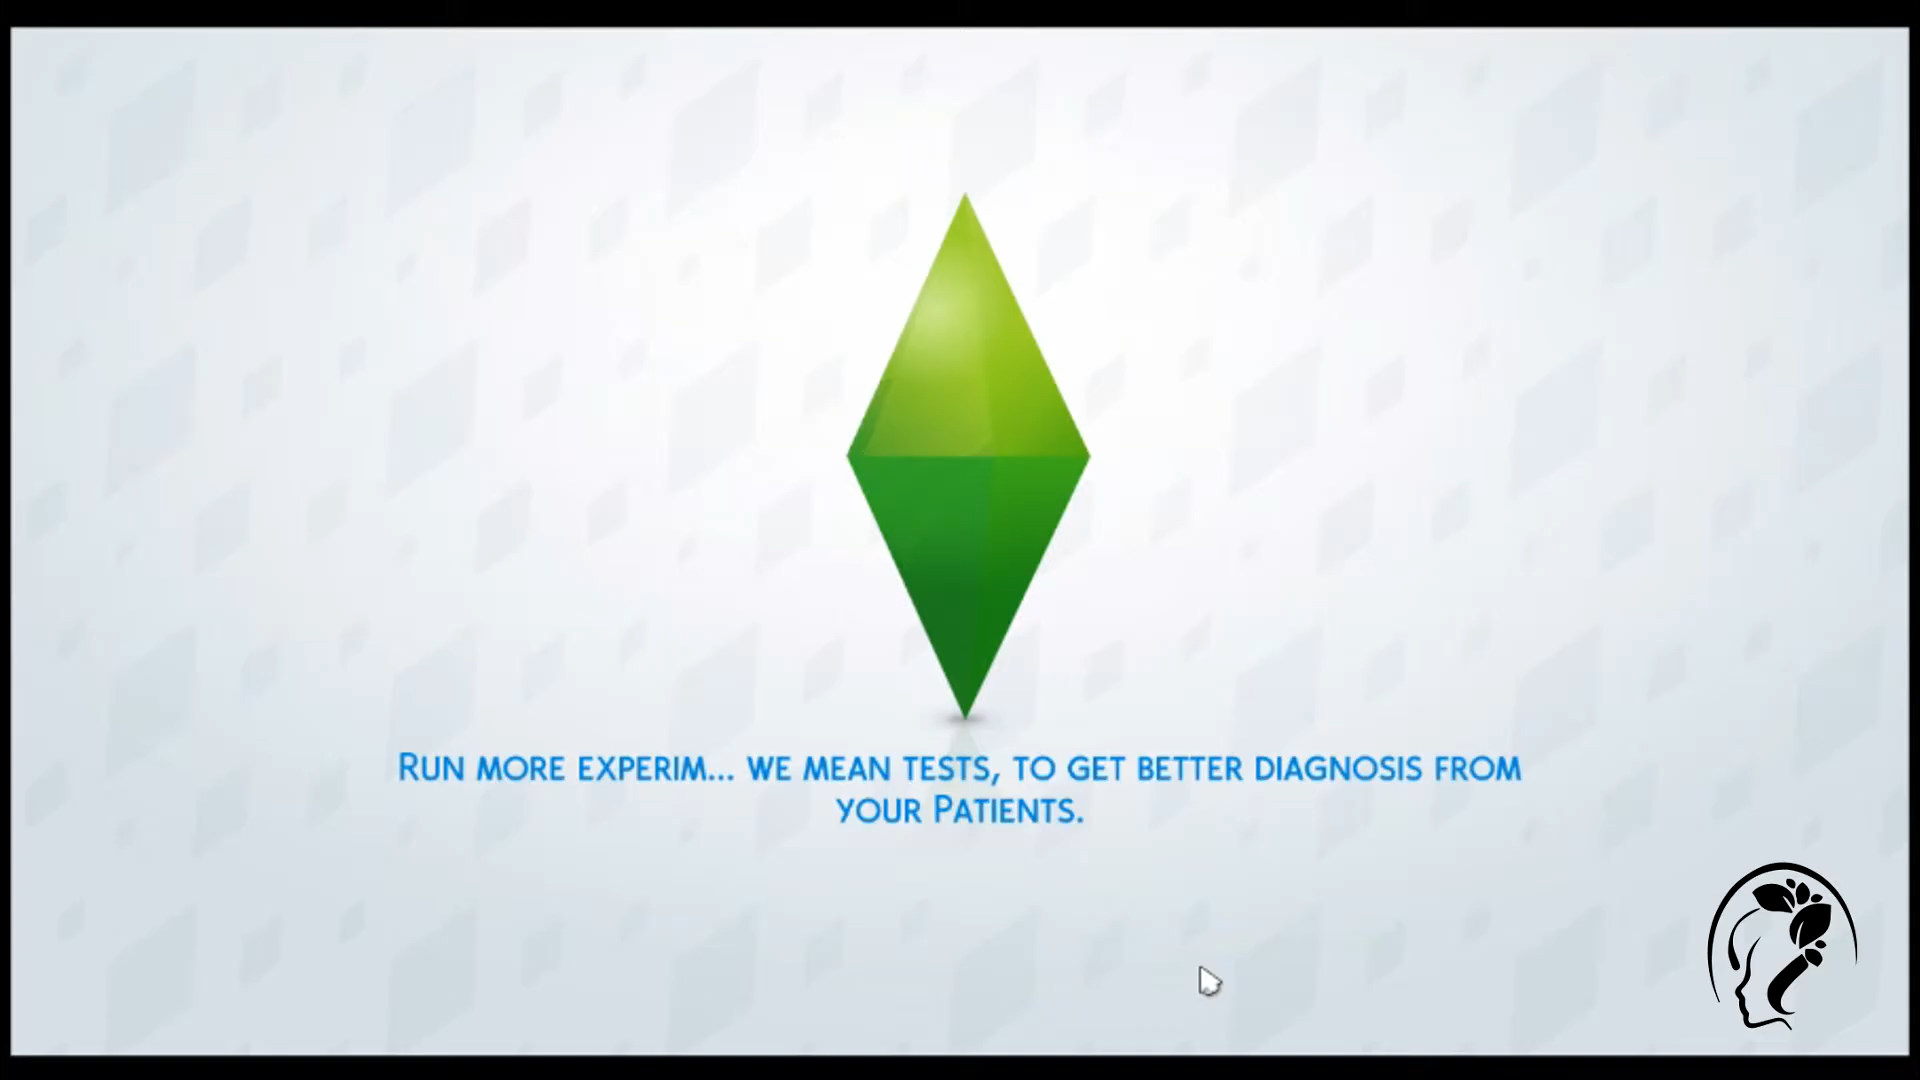 Run more experim... we mean tests, to get better diagnosis from
your Patients.